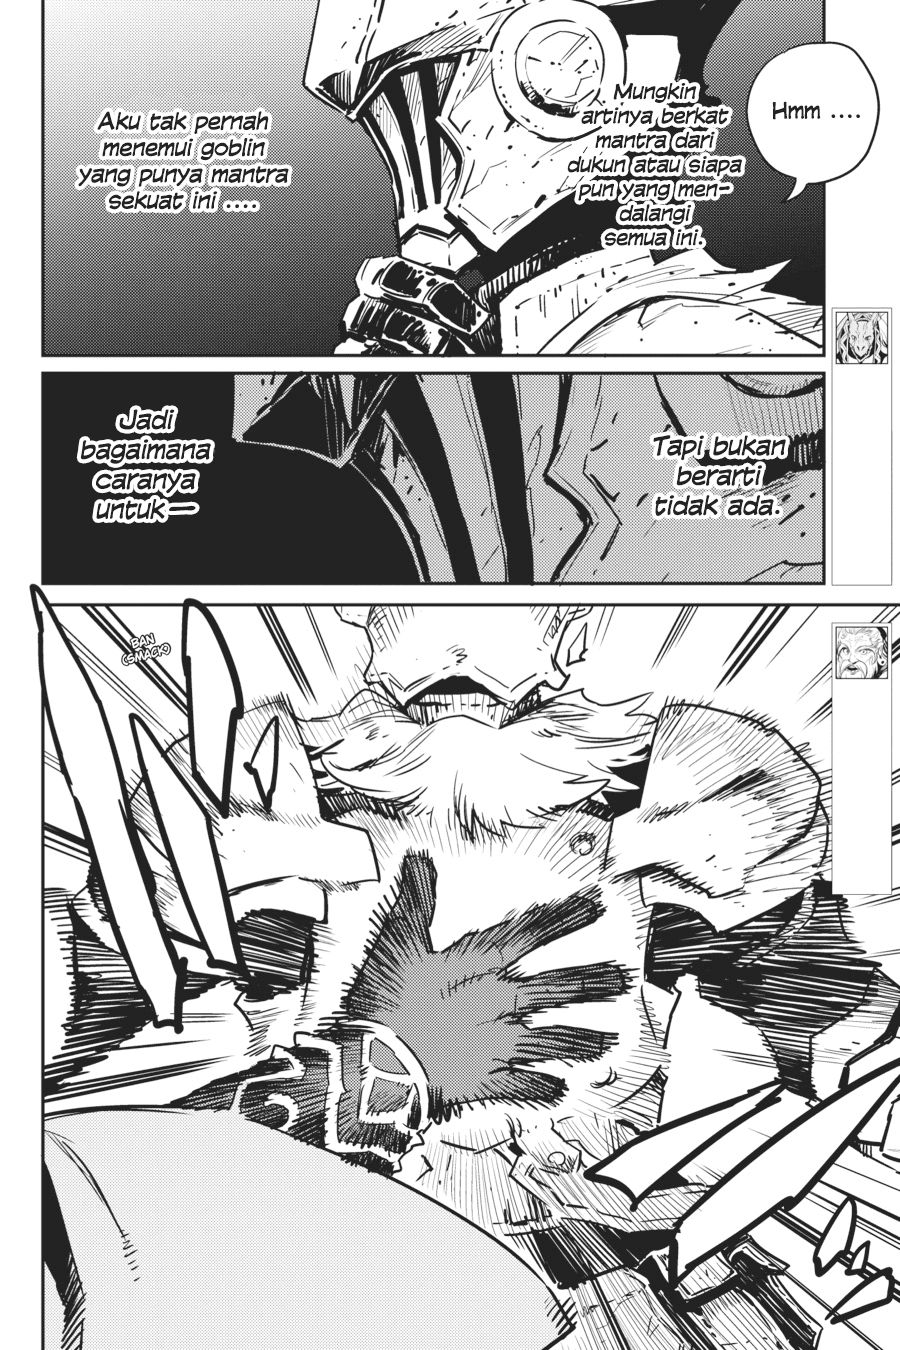 Hmm ....
Mungkin
artinya berkat
mantra dari
dukun atau siapa
pun yang men-
dalangi
semua ini.
Aku tak pernah
menemui goblin
yang punya mantra
sekuat ini ....
Tapi bukan
berarti
tidak ada.
Jadi
bagaimana
caranya
untuk—
BAN
(SMACK)